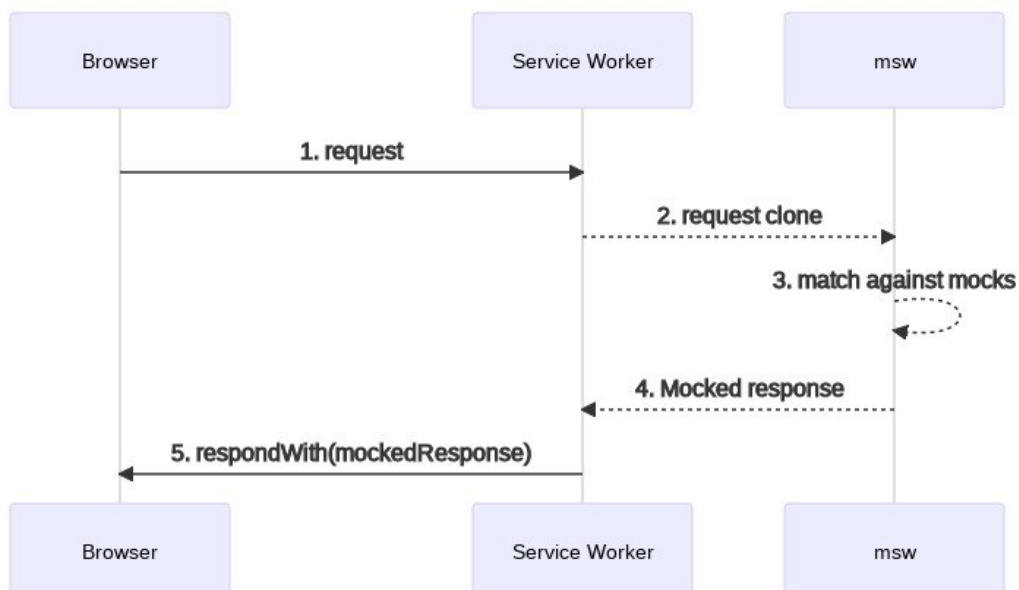 Browser
Service Worker
msw
1. request
2. request clone
3. match against mocks
4. Mocked response
5. respondWith(mockedResponse)
Browser
Service Worker
msw